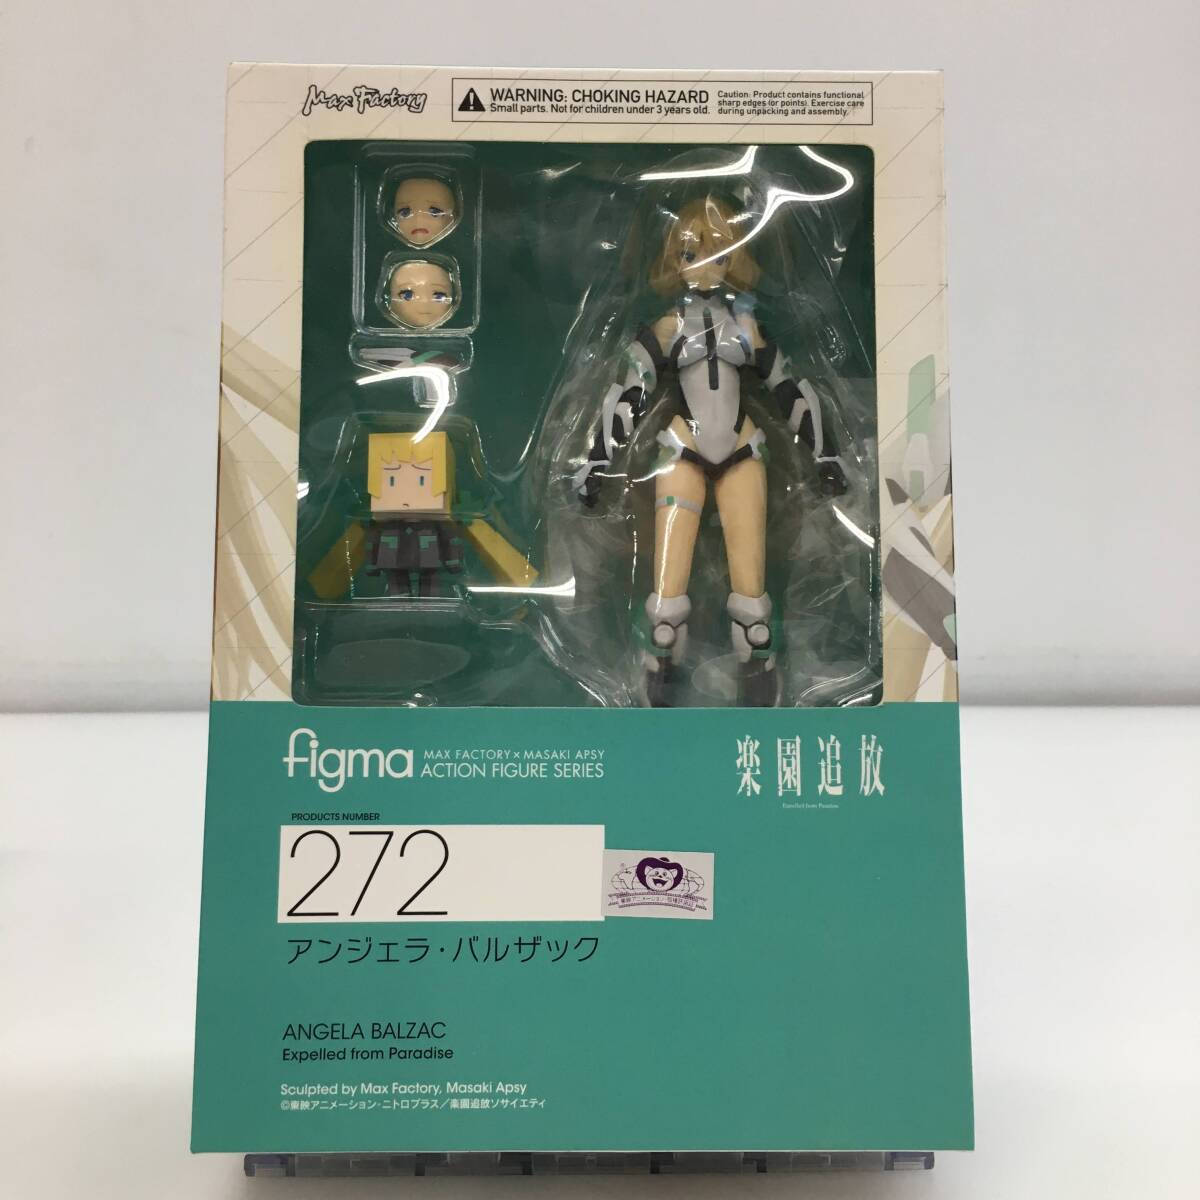 Max Factory
WARNING: CHOKING HAZARD
Small parts. Not for children under 3 years old.
Caution: Product contains functional
sharp edges (or points). Exercise care
during unpacking and assembly.
figma
MAX FACTORY×MASAKI APSY
ACTION FIGURE SERIES
楽園追放
Expelled from Paradise
PRODUCTS NUMBER
272
アンジェラ・バルザック
ANGELA BALZAC
Expelled from Paradise
Sculpted by Max Factory, Masaki Apsy
©東映アニメーション・ニトロプラス／楽園追放ソサイエティ